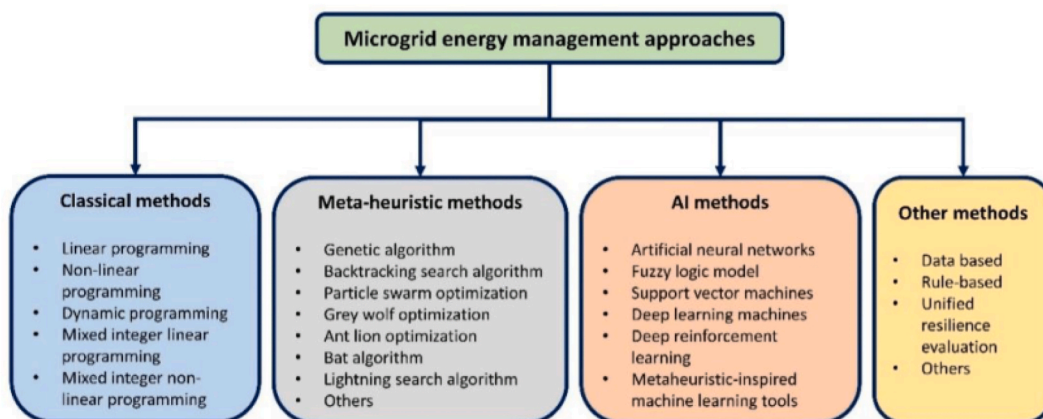 Microgrid energy management approaches
Classical methods
• Linear programming
• Non-linear
programming
• Dynamic programming
• Mixed integer linear
programming
• Mixed integer non-
linear programming
Meta-heuristic methods
• Genetic algorithm
• Backtracking search algorithm
• Particle swarm optimization
• Grey wolf optimization
• Ant lion optimization
• Bat algorithm
• Lightning search algorithm
• Others
AI methods
• Artificial neural networks
• Fuzzy logic model
• Support vector machines
• Deep learning machines
• Deep reinforcement
learning
• Metaheuristic-inspired
machine learning tools
Other methods
• Data based
• Rule-based
• Unified
resilience
evaluation
• Others